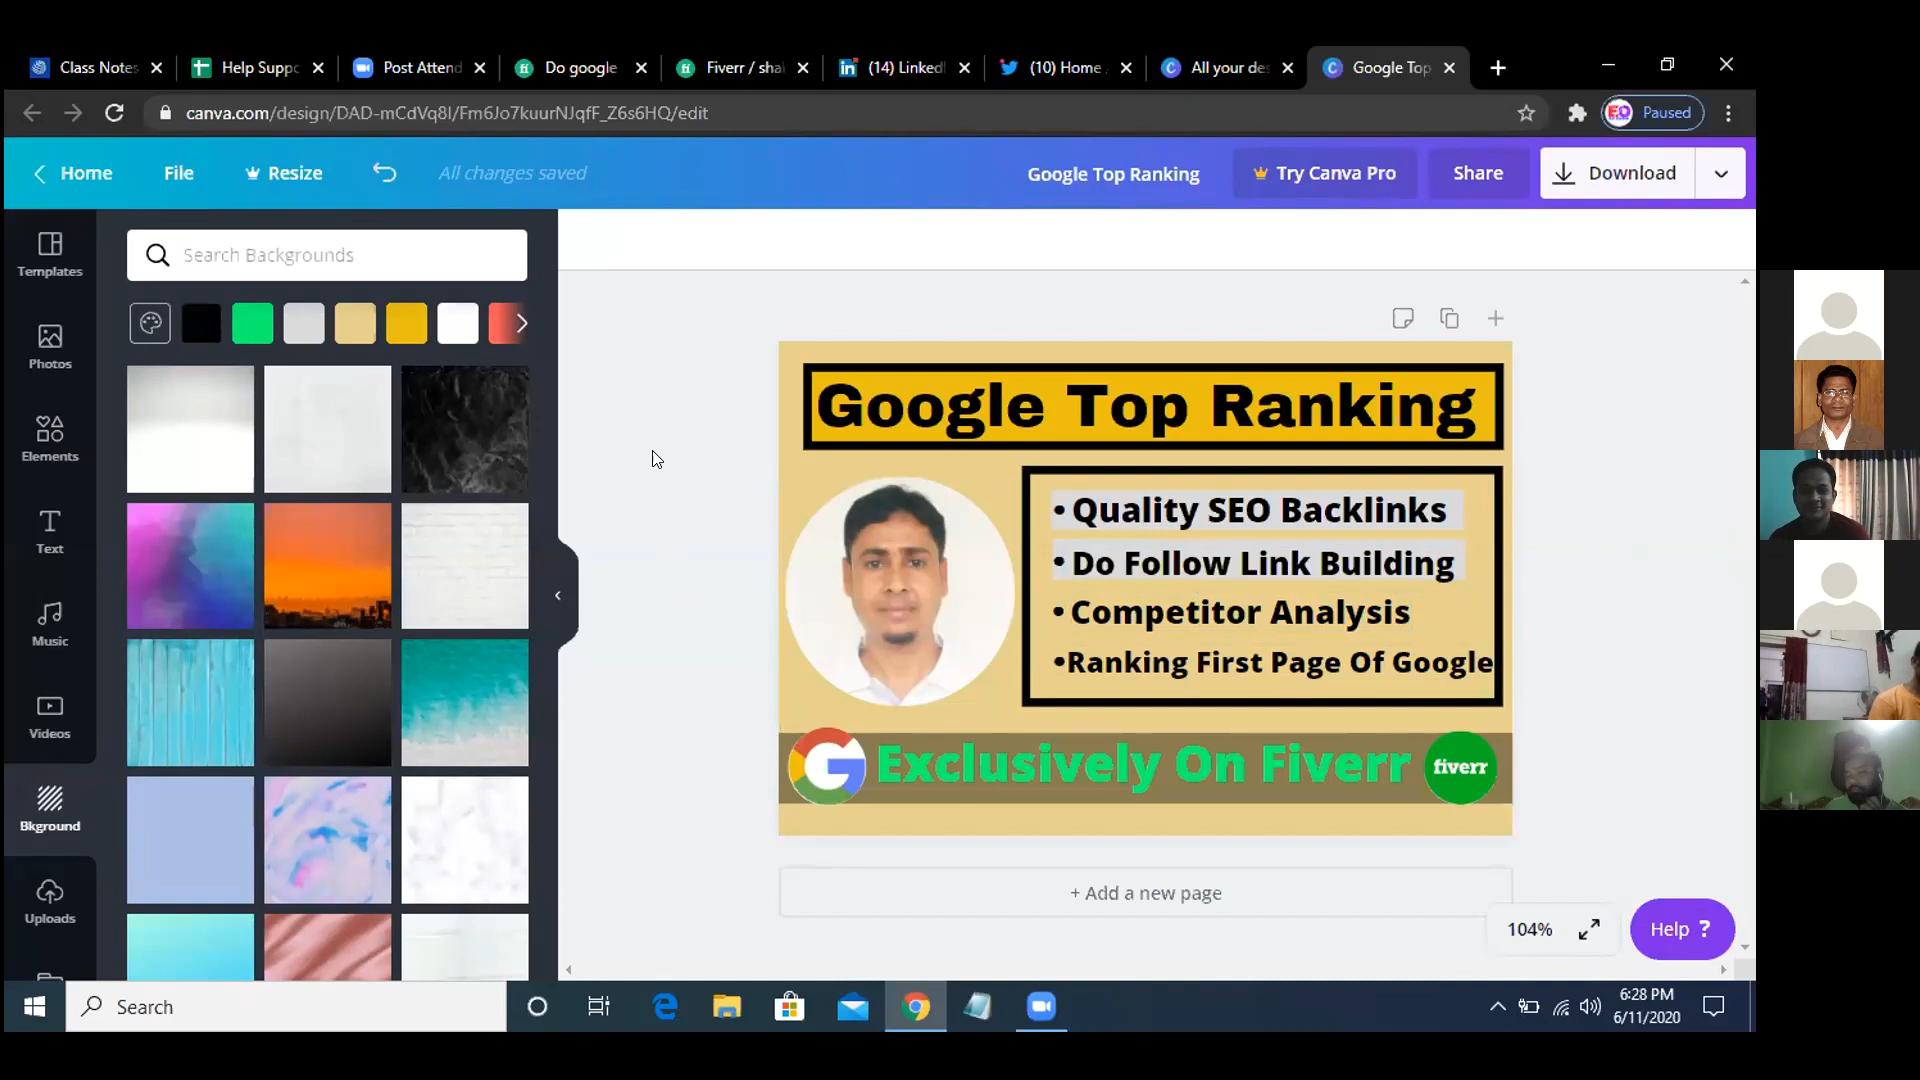 Class Notes
Help Suppo
Post Attend
Do google
Fiverr / sha
(14) Linked
(10) Home
All your des
Google Top
canva.com/design/DAD-mCdVq8I/Fm6Jo7kuurNJqfF_Z6s6HQ/edit
Paused
Home
File
Resize
All changes saved
Google Top Ranking
Try Canva Pro
Share
Download
Templates
Photos
Elements
Text
Music
Videos
Bkground
Uploads
Search Backgrounds
Google Top Ranking
• Quality SEO Backlinks
• Do Follow Link Building
• Competitor Analysis
•Ranking First Page Of Google
G Exclusively On Fiverr fiverr
+ Add a new page
104%
Help ?
Search
6:28 PM
6/11/2020